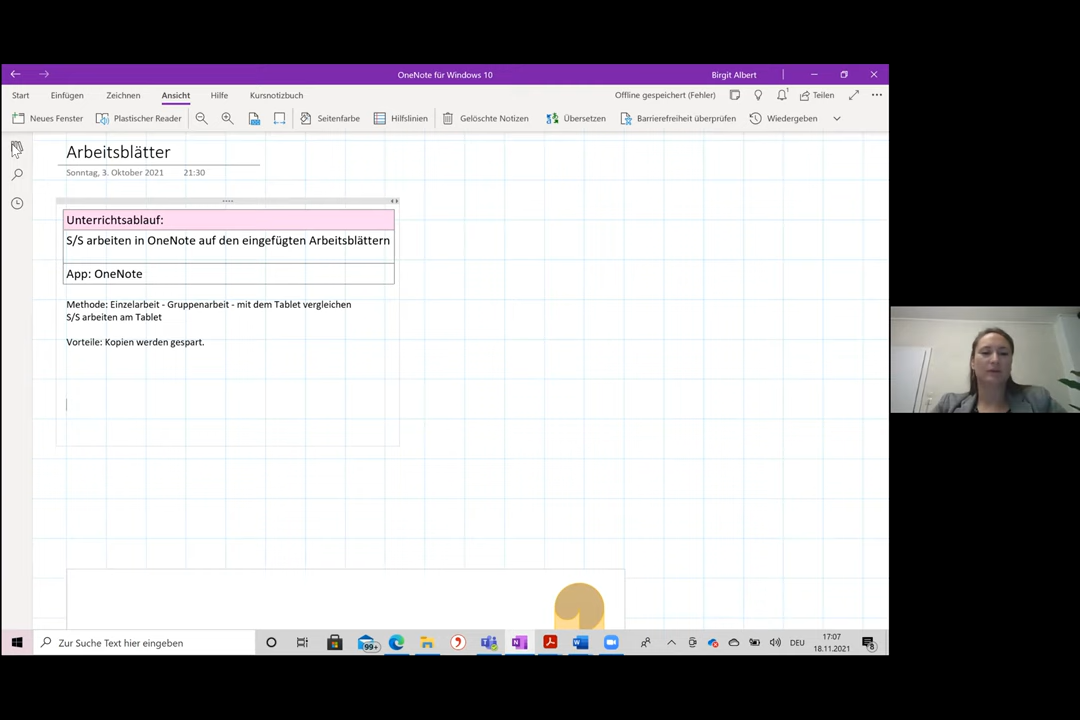 OneNote für Windows 10
Birgit Albert
Start Einfügen Zeichnen Ansicht Hilfe Kursnotizbuch Offline gespeichert (Fehler) 1 Teilen
Neues Fenster Plastischer Reader Seitenfarbe Hilfslinien Gelöschte Notizen Übersetzen Barrierefreiheit überprüfen Wiedergeben
Arbeitsblätter
Sonntag, 3. Oktober 2021 21:30
Unterrichtsablauf:
S/S arbeiten in OneNote auf den eingefügten Arbeitsblättern
App: OneNote
Methode: Einzelarbeit - Gruppenarbeit - mit dem Tablet vergleichen
S/S arbeiten am Tablet
Vorteile: Kopien werden gespart.
Zur Suche Text hier eingeben
99+
DEU
17:07
18.11.2021
8